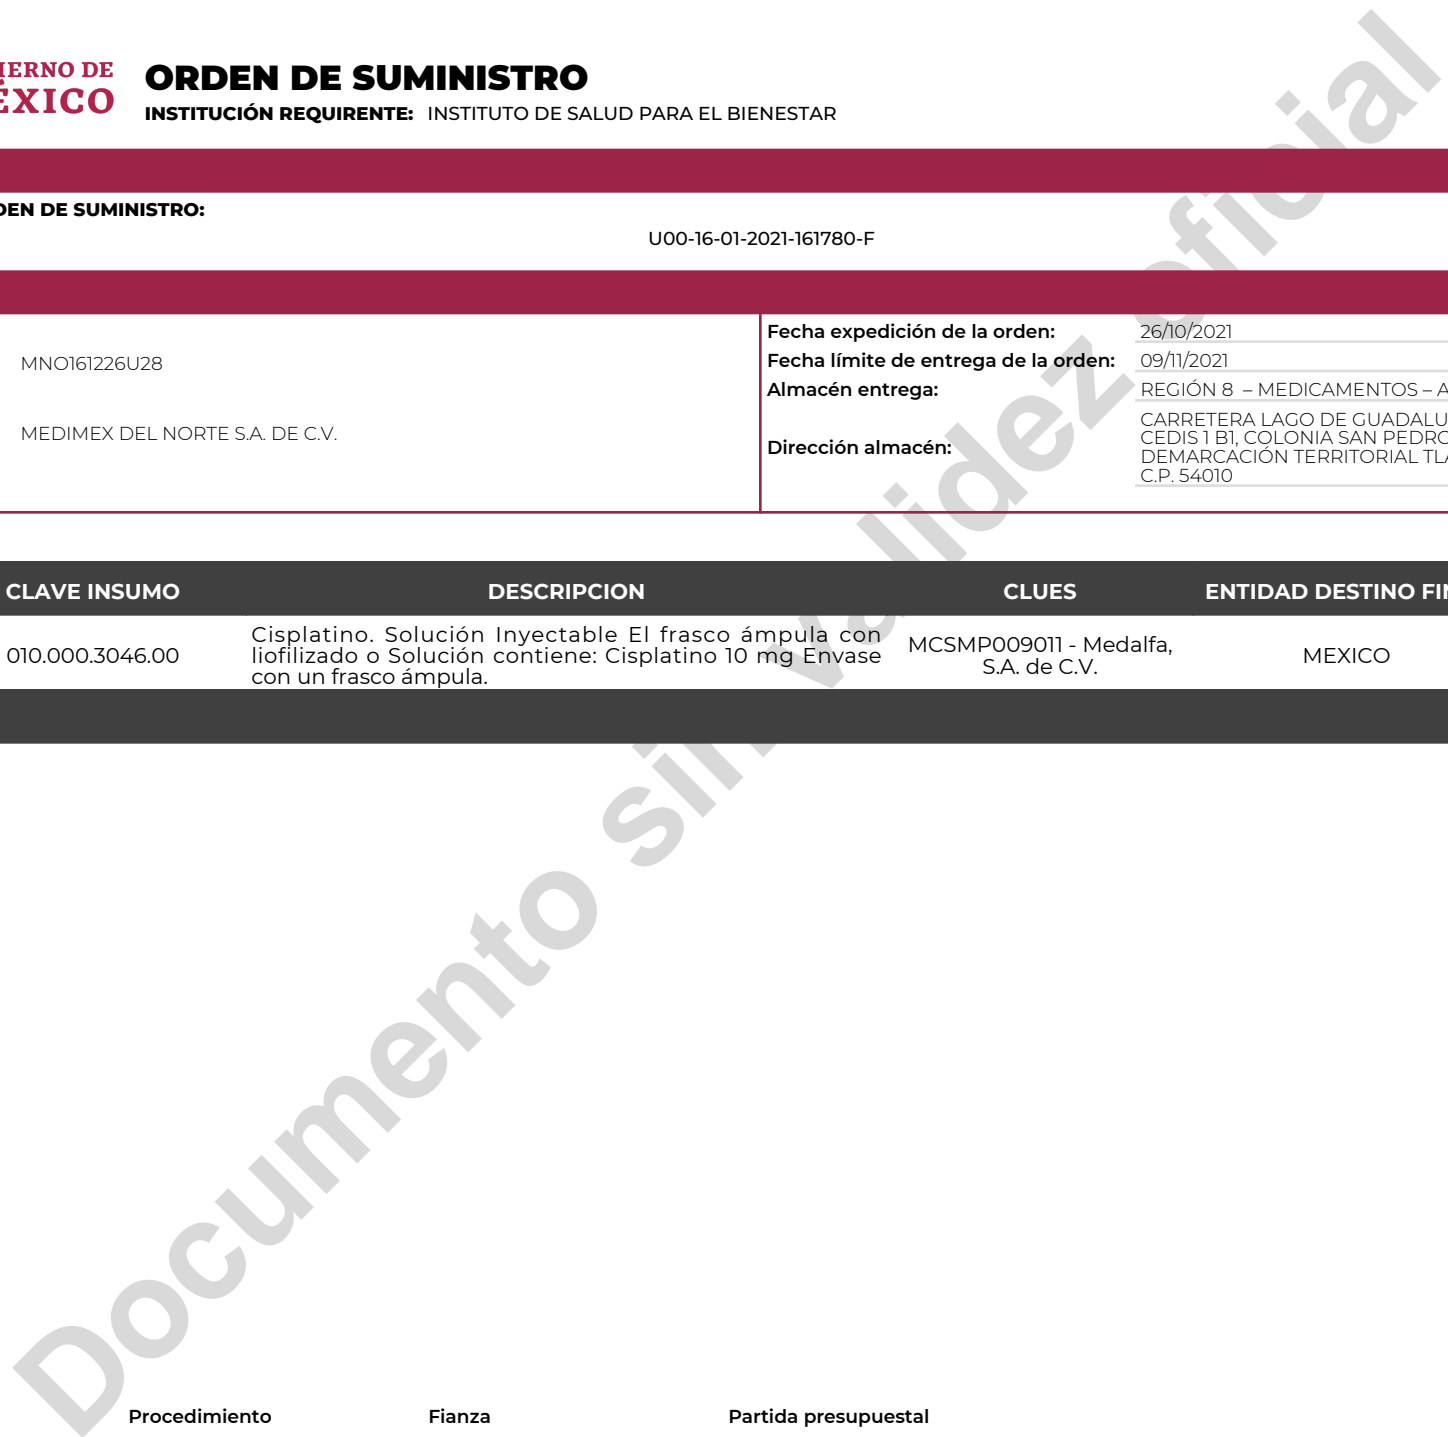 IERNO DE
ÉXICO
ORDEN DE SUMINISTRO
INSTITUCIÓN REQUIRENTE: INSTITUTO DE SALUD PARA EL BIENESTAR
DEN DE SUMINISTRO:
U00-16-01-2021-161780-F
MNO161226U28
MEDIMEX DEL NORTE S.A. DE C.V.
Fecha expedición de la orden: 26/10/2021
Fecha límite de entrega de la orden: 09/11/2021
Almacén entrega: REGIÓN 8 – MEDICAMENTOS – A
Dirección almacén:
CARRETERA LAGO DE GUADALU
CEDIS 1 B1, COLONIA SAN PEDRO
DEMARCACIÓN TERRITORIAL TLA
C.P. 54010
CLAVE INSUMO DESCRIPCION CLUES ENTIDAD DESTINO FIN
010.000.3046.00
Cisplatino. Solución Inyectable El frasco ámpula con
liofilizado o Solución contiene: Cisplatino 10 mg Envase
con un frasco ámpula.
MCSMP009011 - Medalfa,
S.A. de C.V.
MEXICO
Documento sin validez oficial
Procedimiento Fianza Partida presupuestal